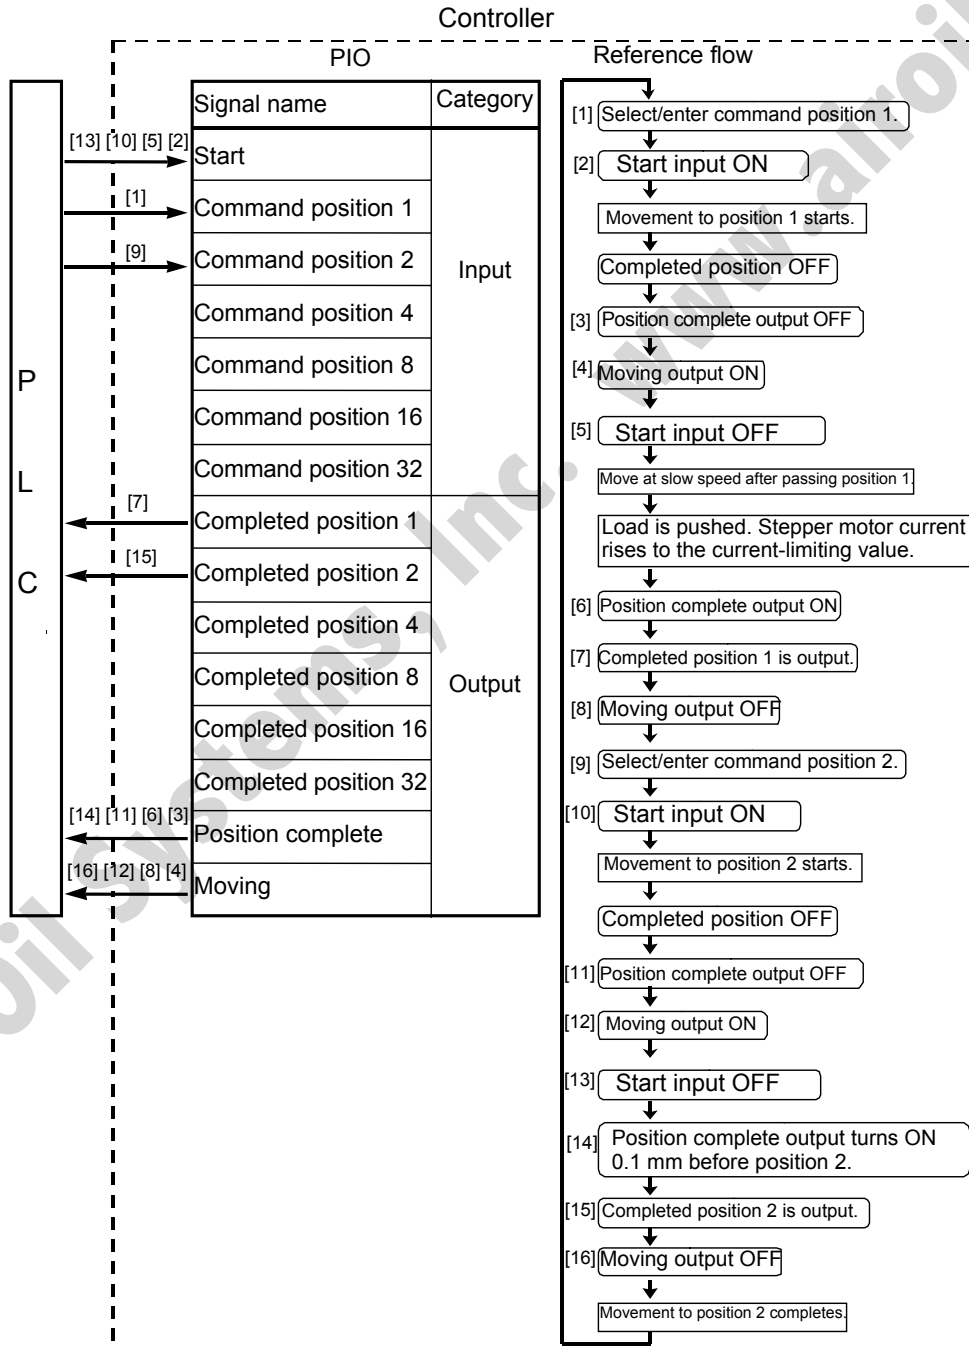 Controller
PIO
Reference flow
Signal name
Category
[13] [10] [5] [2]
Start
[1]
Command position 1
[9]
Command position 2
Input
Command position 4
Command position 8
Command position 16
Command position 32
[7]
Completed position 1
[15]
Completed position 2
Completed position 4
Completed position 8
Output
Completed position 16
Completed position 32
[14] [11] [6] [3]
Position complete
[16] [12] [8] [4]
Moving
P
L
C
[1] Select/enter command position 1.
[2] Start input ON
Movement to position 1 starts.
Completed position OFF
[3] Position complete output OFF
[4] Moving output ON
[5] Start input OFF
Move at slow speed after passing position 1.
Load is pushed. Stepper motor current
rises to the current-limiting value.
[6] Position complete output ON
[7] Completed position 1 is output.
[8] Moving output OFF
[9] Select/enter command position 2.
[10] Start input ON
Movement to position 2 starts.
Completed position OFF
[11] Position complete output OFF
[12] Moving output ON
[13] Start input OFF
[14] Position complete output turns ON
0.1 mm before position 2.
[15] Completed position 2 is output.
[16] Moving output OFF
Movement to position 2 completes.
Oil Systems, Inc. www.airoil